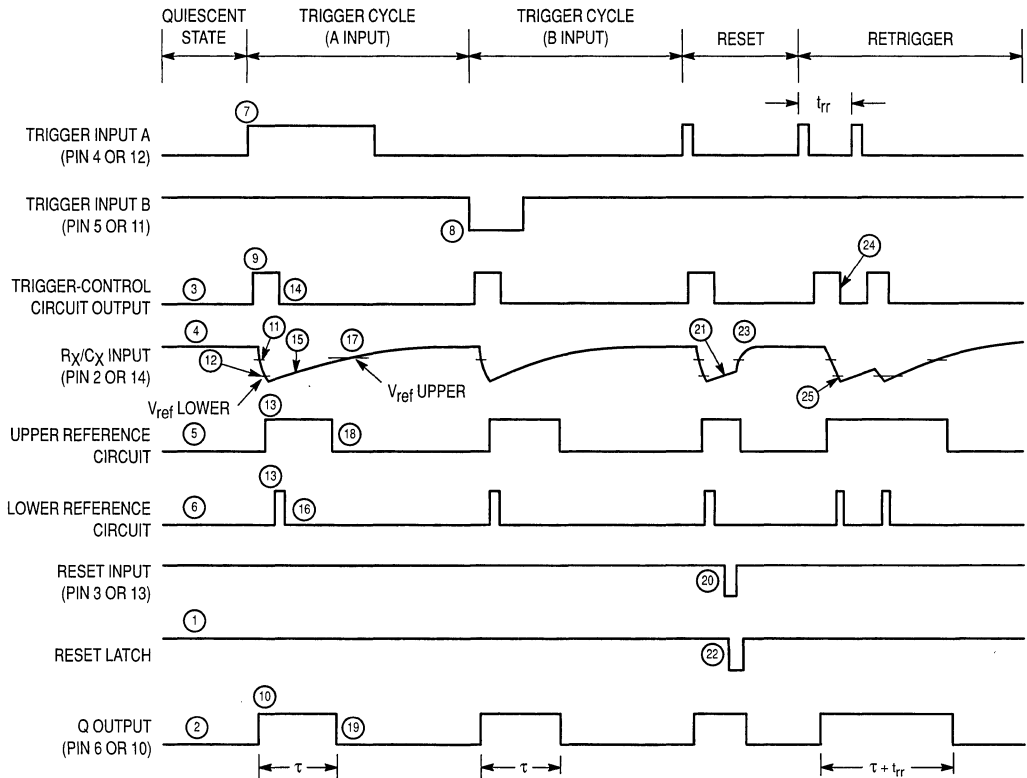 QUIESCENT STATE
TRIGGER CYCLE (A INPUT)
TRIGGER CYCLE (B INPUT)
RESET
RETRIGGER
trr
7
TRIGGER INPUT A
(PIN 4 OR 12)
TRIGGER INPUT B
(PIN 5 OR 11)
8
9
24
TRIGGER-CONTROL
CIRCUIT OUTPUT
3
14
4
11
15
17
21
23
RX/CX INPUT
(PIN 2 OR 14)
12
25
Vref LOWER
Vref UPPER
13
UPPER REFERENCE
CIRCUIT
5
18
13
LOWER REFERENCE
CIRCUIT
6
16
RESET INPUT
(PIN 3 OR 13)
20
1
RESET LATCH
22
10
Q OUTPUT
(PIN 6 OR 10)
2
19
τ
τ
τ + trr